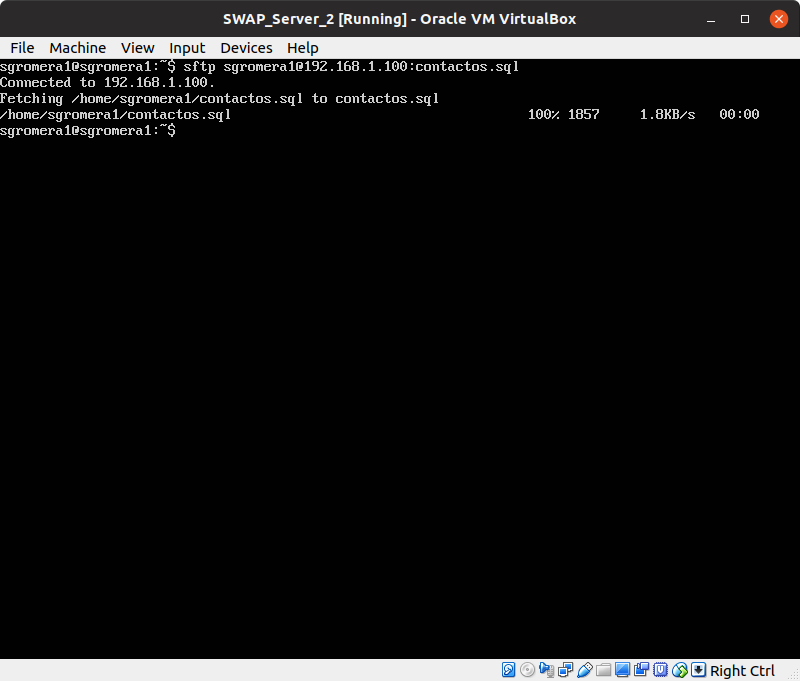 SWAP_Server_2 [Running] - Oracle VM VirtualBox
File Machine View Input Devices Help
sgromera1@sgromera1:~$ sftp sgromera1@192.168.1.100:contactos.sql
Connected to 192.168.1.100.
Fetching /home/sgromera1/contactos.sql to contactos.sql
/home/sgromera1/contactos.sql 100% 1857 1.8KB/s 00:00
sgromera1@sgromera1:~$
Right Ctrl